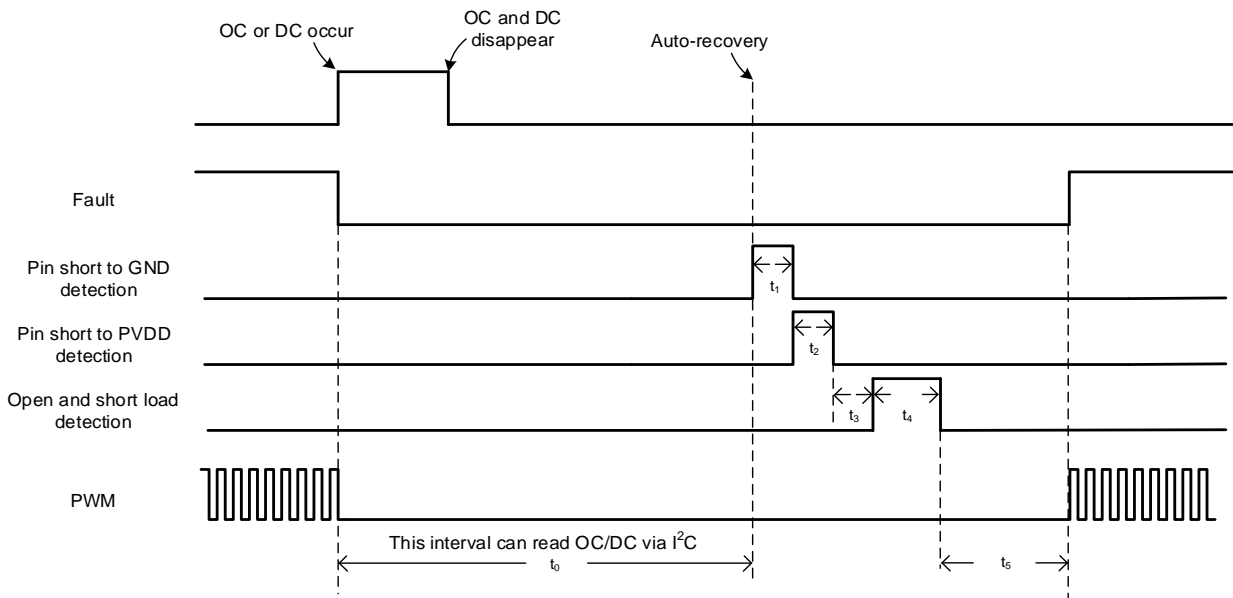 OC or DC occur
OC and DC
disappear
Auto-recovery
Fault
Pin short to GND
detection
t₁
Pin short to PVDD
detection
t₂
Open and short load
detection
t₃
t₄
PWM
This interval can read OC/DC via I²C
t₀
t₅